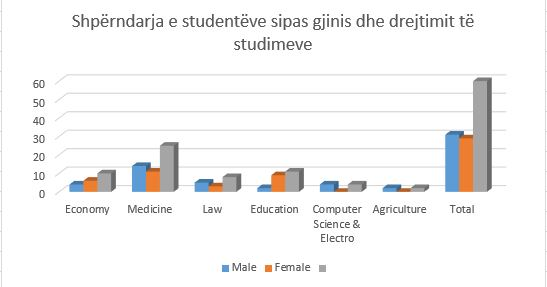 Shpërndarja e studentëve sipas gjinis dhe drejtimit të
studimeve
60
50
40
30
20
10
0
Economy Medicine Law Education Computer Science & Electro Agriculture Total
Male Female